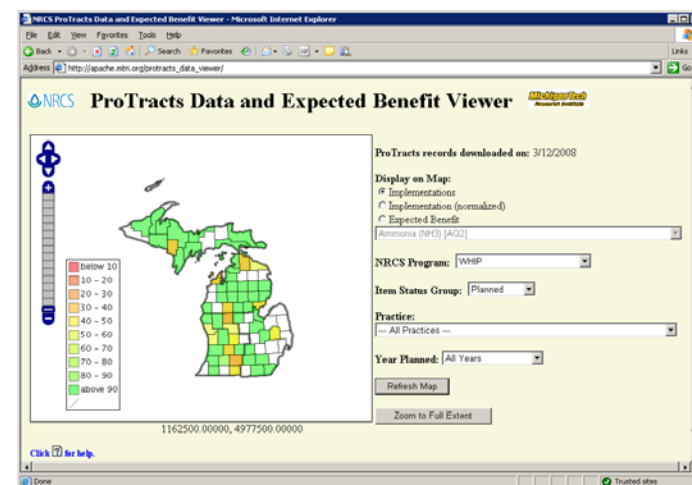 NRCS ProTracts Data and Expected Benefit Viewer - Microsoft Internet Explorer
File Edit View Favorites Tools Help
Back Search Favorites
Links
Address http://apache.mtri.org/protracts_data_viewer/ Go
NRCS ProTracts Data and Expected Benefit Viewer MichiganTech
Research Institute
ProTracts records downloaded on: 3/12/2008
Display on Map:
Implementations
Implementation (normalized)
Expected Benefit
Ammonia (NH3) [AQ2]
NRCS Program: WHIP
Item Status Group: Planned
Practice:
--- All Practices ---
Year Planned: All Years
Refresh Map
Zoom to Full Extent
below 10
10 - 20
20 - 30
30 - 40
40 - 50
50 - 60
60 - 70
70 - 80
80 - 90
above 90
1162500.00000, 4977500.00000
Click ? for help.
Done Trusted sites